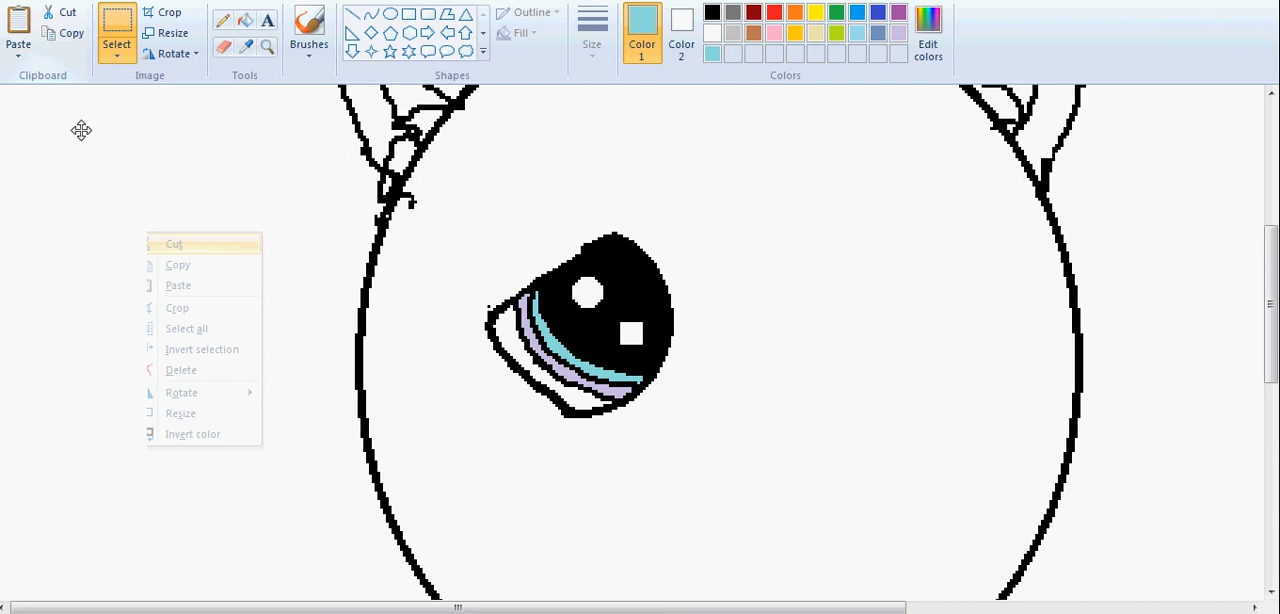 Paste
Cut
Copy
Clipboard
Select
Crop
Resize
Rotate
Image
A
Tools
Brushes
Shapes
Outline
Fill
Size
Color 1
Color 2
Edit colors
Colors
Cut
Copy
Paste
Crop
Select all
Invert selection
Delete
Rotate
Resize
Invert color